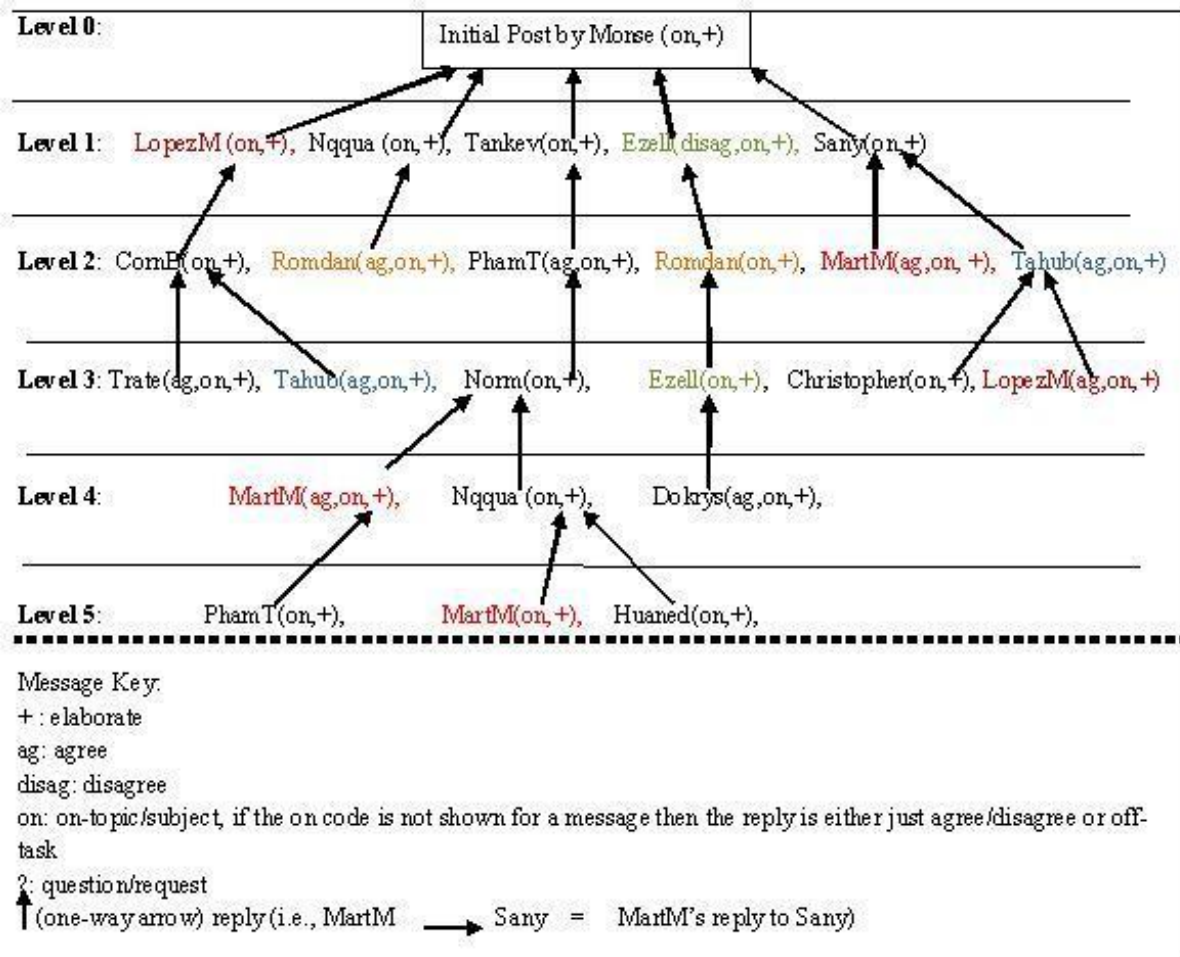 Level 0:
Initial Post by Monse (on,+)
Level 1: LopezM (on,+), Nqqua (on,+), Tankev(on,+), Ezell(disag,on,+), Sany(on,+)
Level 2: CornB(on,+), Romdan(ag,on,+), PhamT(ag,on,+), Romdan(on,+), MartM(ag,on, +), Tahub(ag,on,+)
Level 3: Trate(ag,on,+), Tahub(ag,on,+), Norm(on,+), Ezell(on,+), Christopher(on,+), LopezM(ag,on,+)
Level 4: MartM(ag,on, +), Nqqua (on,+), Dokrys(ag,on,+),
Level 5: PhamT(on,+), MartM(on,+), Huaned(on,+),
Message Key:
+ : elaborate
ag: agree
disag: disagree
on: on-topic/subject, if the on code is not shown for a message then the reply is either just agree/disagree or off-
task
?: question/request
(one-way arrow) reply (i.e., MartM Sany = MartM's reply to Sany)